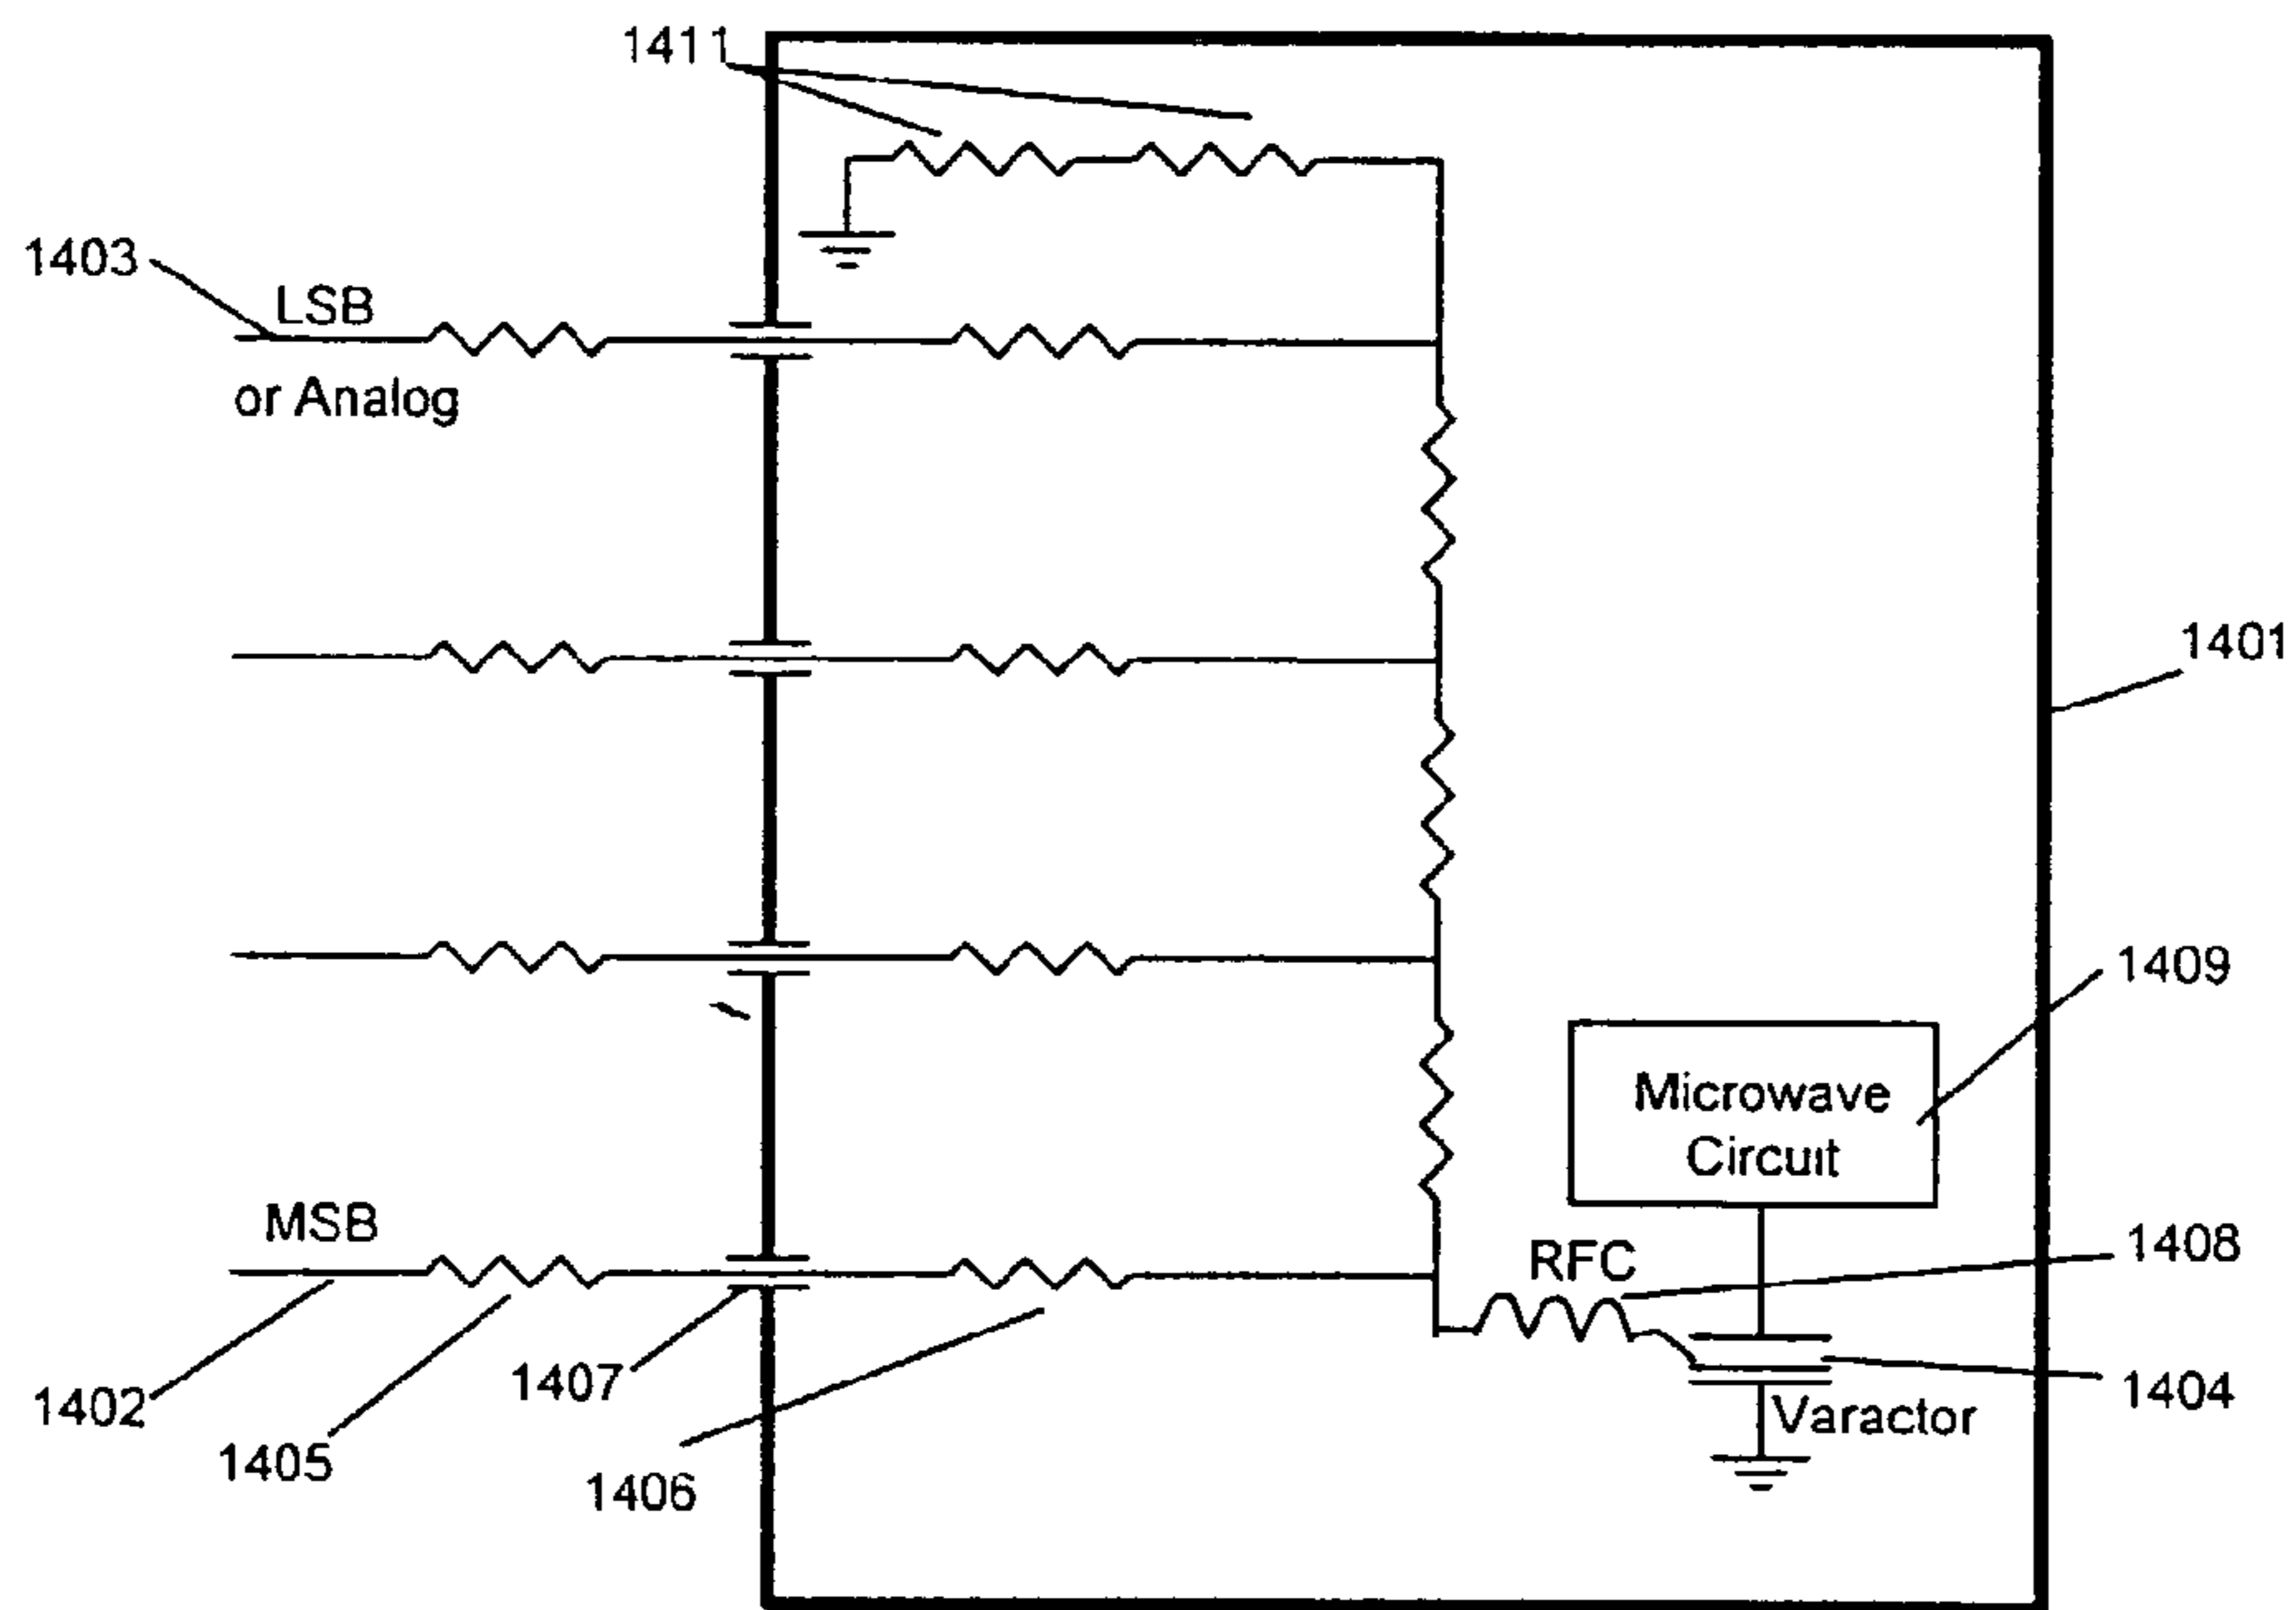 1411
1403
LSB
or Analog
1401
1409
Microwave
Circuit
MSB
RFC
1408
1402
1405
1407
1406
1404
Varactor